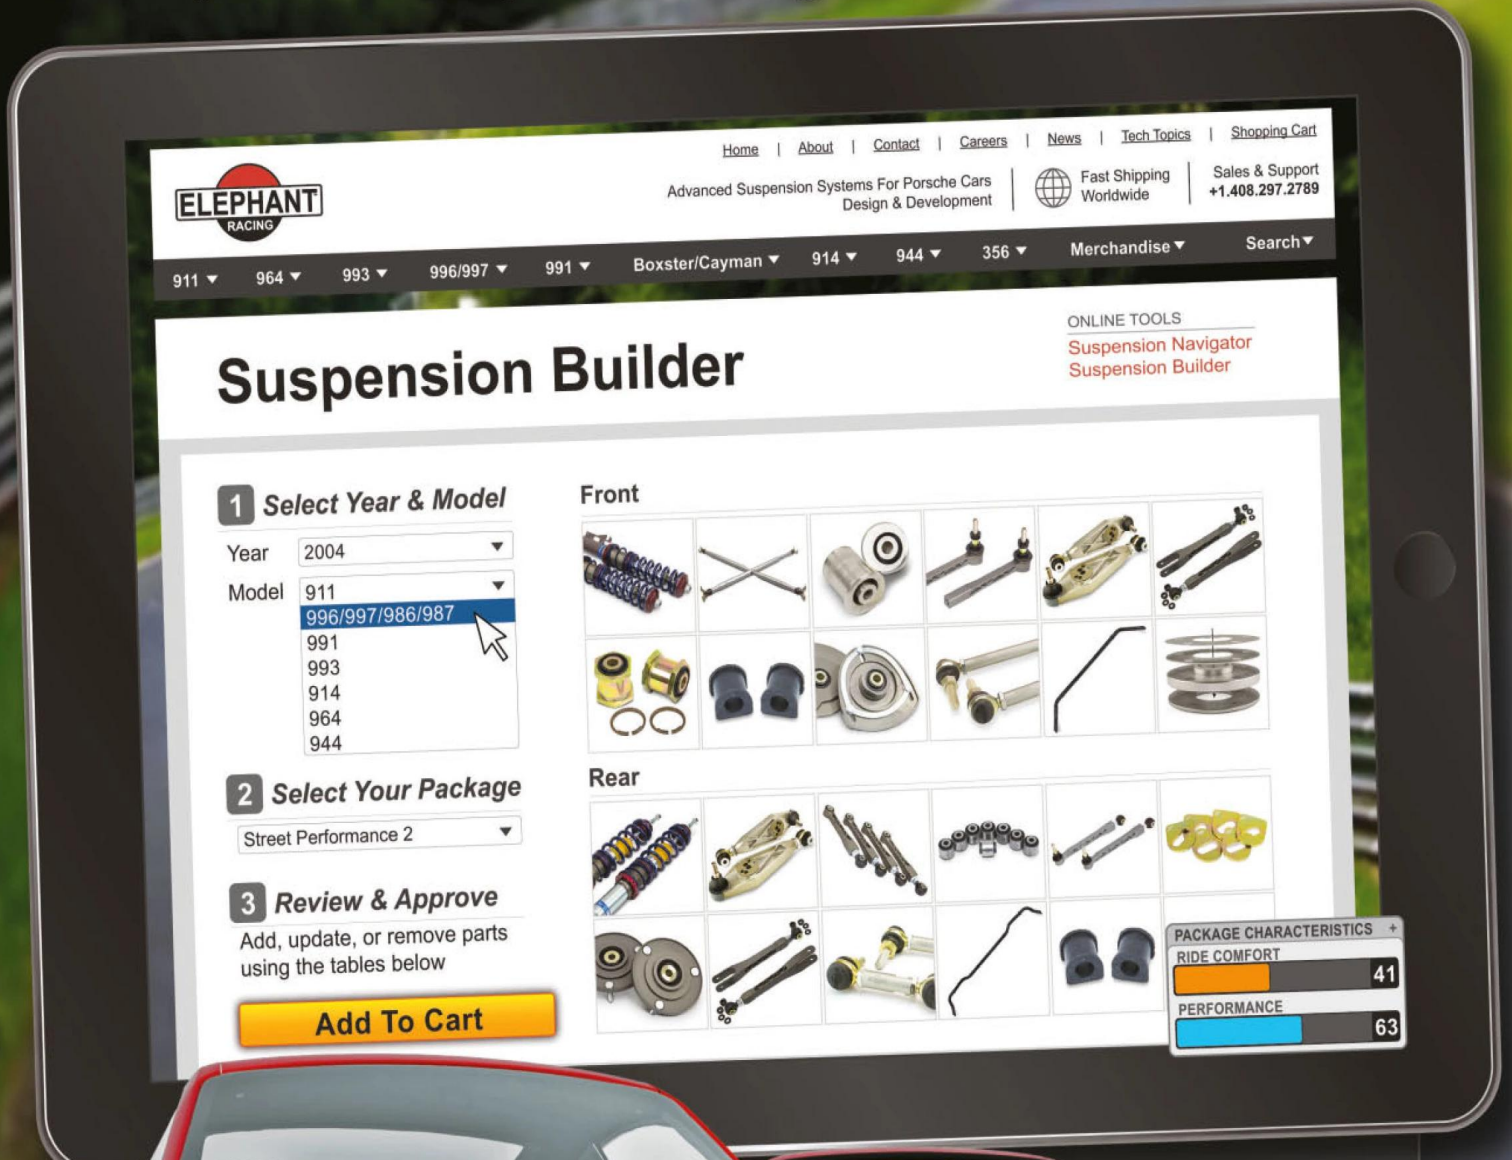 Home | About | Contact | Careers | News | Tech Topics | Shopping Cart
ELEPHANT
RACING
Advanced Suspension Systems For Porsche Cars
Design & Development
Fast Shipping
Worldwide
Sales & Support
+1.408.297.2789
911 ▼ 964 ▼ 993 ▼ 996/997 ▼ 991 ▼ Boxster/Cayman ▼ 914 ▼ 944 ▼ 356 ▼ Merchandise ▼ Search ▼
Suspension Builder
ONLINE TOOLS
Suspension Navigator
Suspension Builder
1 Select Year & Model
Year 2004 ▼
Model 911 ▼
996/997/986/987
991
993
914
964
944
2 Select Your Package
Street Performance 2 ▼
3 Review & Approve
Add, update, or remove parts
using the tables below
Add To Cart
Front
Rear
PACKAGE CHARACTERISTICS +
RIDE COMFORT
41
PERFORMANCE
63